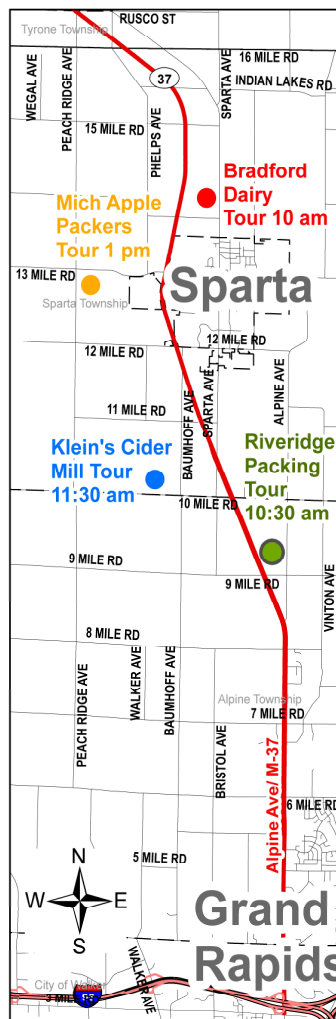 RUSCO ST
Tyrone Township
WEGAL AVE
PEACH RIDGE AVE
37
SPARTA AVE
16 MILE RD
INDIAN LAKES RD
15 MILE RD
PHELPS AVE
Bradford
Dairy
Tour 10 am
Mich Apple
Packers
Tour 1 pm
13 MILE RD
Sparta
Sparta Township
12 MILE RD
12 MILE RD
11 MILE RD
BAUMHOFF AVE
SPARTA AVE
ALPINE AVE
Klein's Cider
Mill Tour
11:30 am
Riveridge
Packing
Tour
10:30 am
10 MILE RD
9 MILE RD
9 MILE RD
VINTON AVE
8 MILE RD
PEACH RIDGE AVE
WALKER AVE
BAUMHOFF AVE
Alpine Township
7 MILE RD
BRISTOL AVE
Alpine Ave/ M-37
6 MILE RD
5 MILE RD
N
W
E
S
Grand
Rapids
WALKER AVE
City of Walker
3 MILE